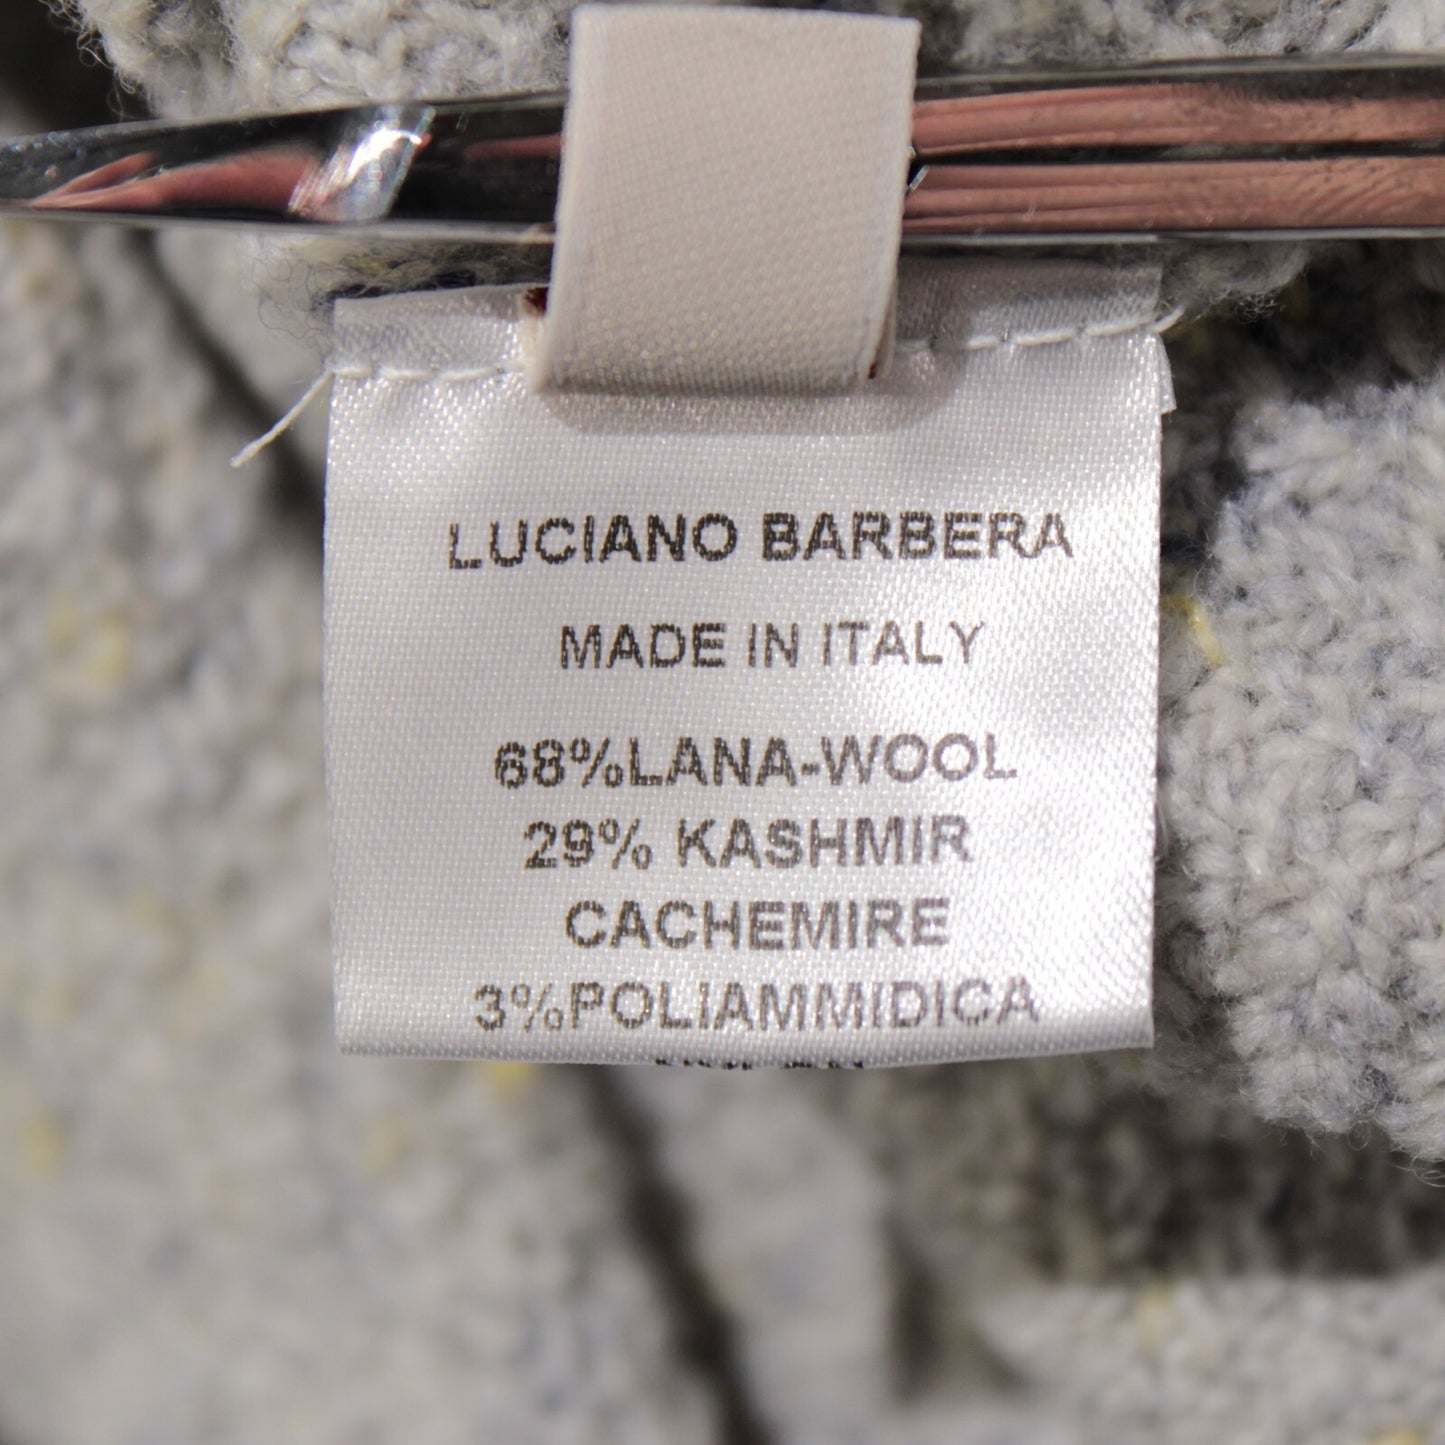 LUCIANO BARBERA
MADE IN ITALY
68%LANA-WOOL
29% KASHMIR
CACHEMIRE
3%POLIAMMIDICA